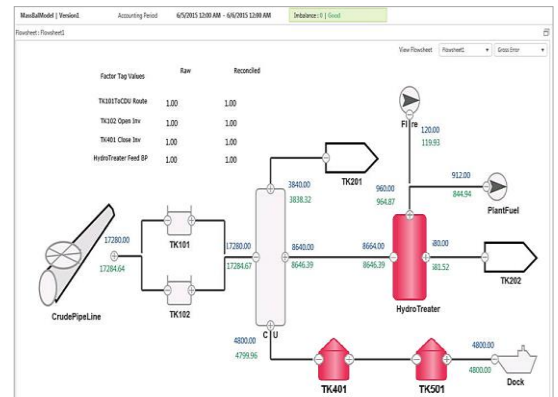 MassBalModel | Version1 Accounting Period 6/5/2015 12:00 AM - 6/6/2015 12:00 AM Imbalance : 0 | Good
Flowsheet : Flowsheet1
View Flowsheet Flowsheet1 Gross Error
Factor Tag Values Raw Reconciled
TK101ToCDU Route 1.00 1.00
TK102 Open Inv 1.00 1.00
TK401 Close Inv 1.00 1.00
HydroTreater Feed BP 1.00 1.00
Fl re
120.00
119.93
TK201
3840.00
3838.32
960.00
964.87
912.00
844.94
PlantFuel
17280.00
17284.64
CrudePipeLine
TK101
TK102
17280.00
17284.67
8640.00
8646.39
8664.00
8646.39
80.00
81.52
TK202
HydroTreater
C U
4800.00
4799.96
TK401
TK501
4800.00
4800.00
Dock